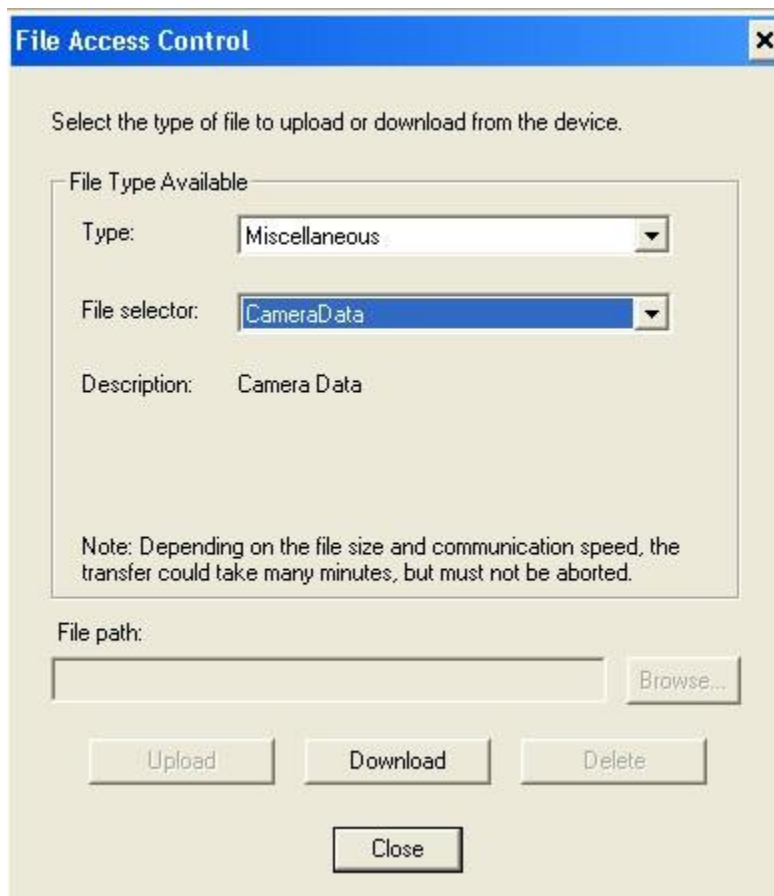 File Access Control
Select the type of file to upload or download from the device.
File Type Available
Type:
Miscellaneous
File selector:
CameraData
Description:
Camera Data
Note: Depending on the file size and communication speed, the
transfer could take many minutes, but must not be aborted.
File path:
Browse...
Upload
Download
Delete
Close